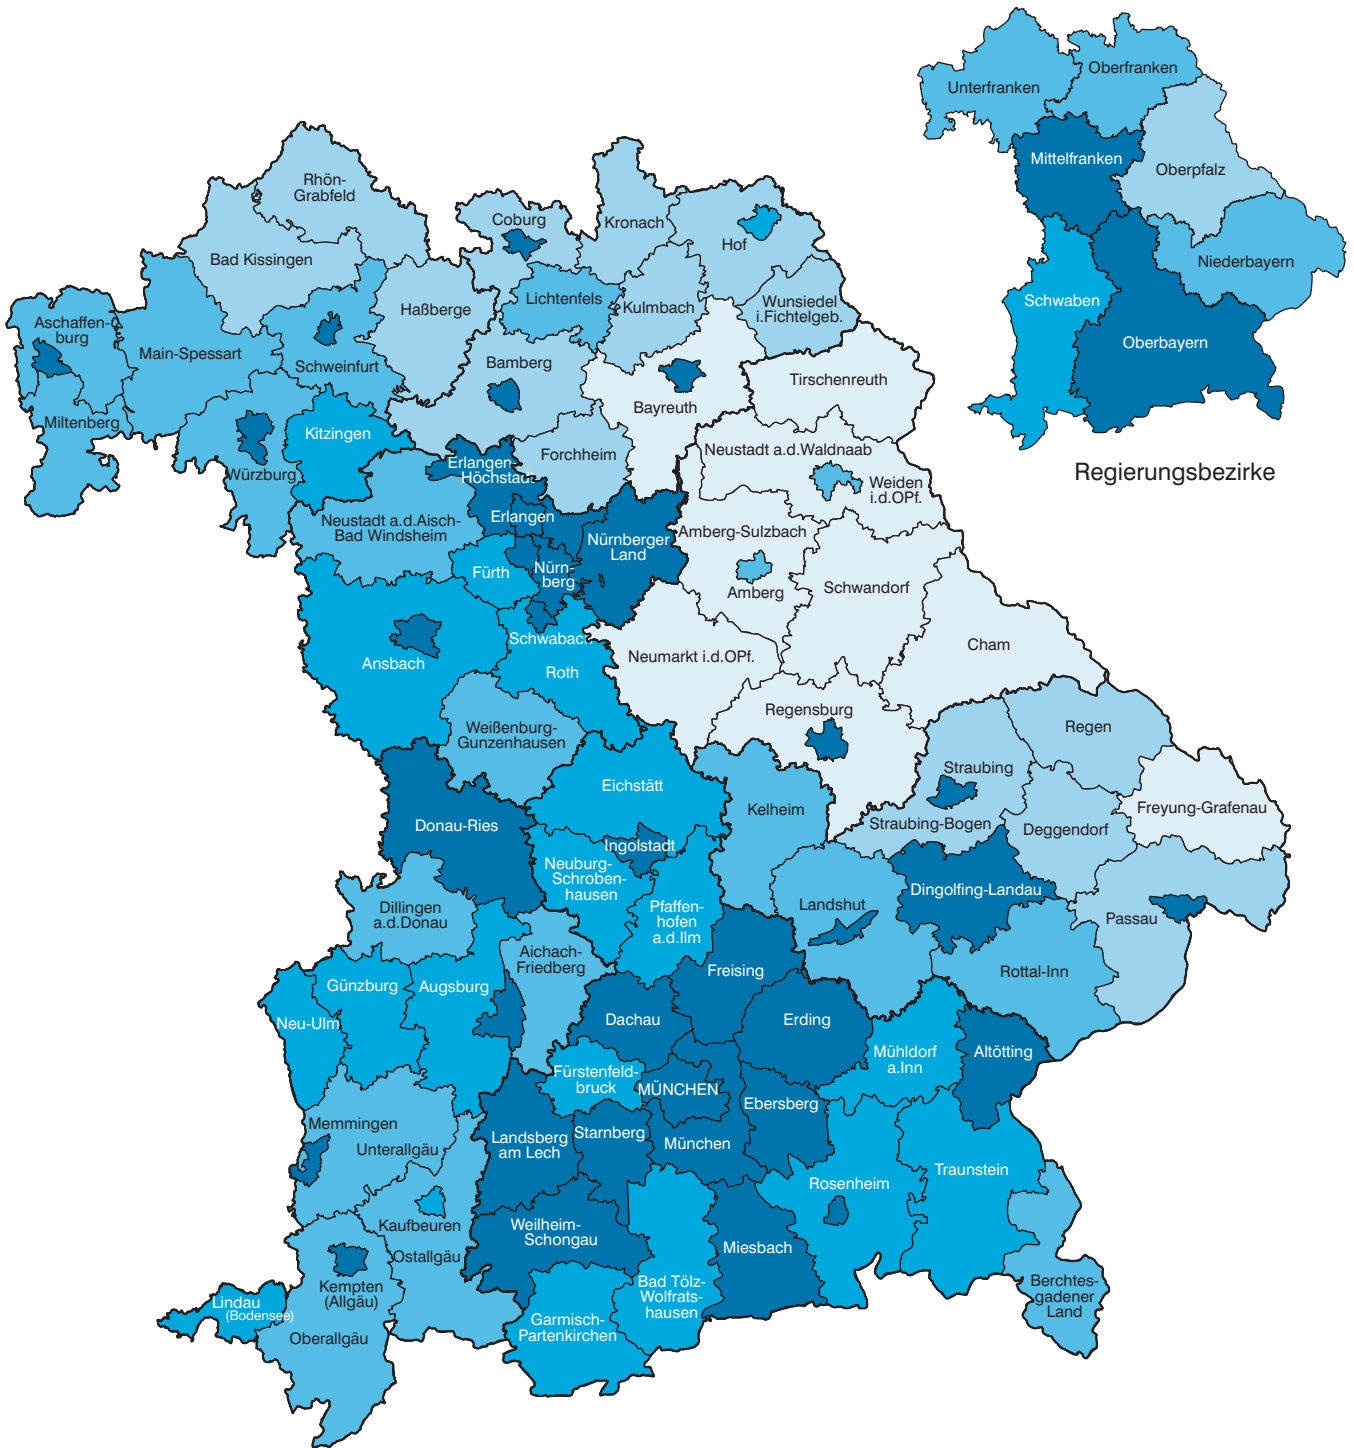 Unterfranken
Oberfranken
Mittelfranken
Oberpfalz
Niederbayern
Schwaben
Oberbayern
Regierungsbezirke
Rhön-
Grabfeld
Coburg
Kronach
Hof
Bad Kissingen
Lichtenfels
Haßberge
Kulmbach
Wunsiedel
i.Fichtelgeb.
Aschaffen-
burg
Main-Spessart
Schweinfurt
Bamberg
Bayreuth
Tirschenreuth
Miltenberg
Kitzingen
Würzburg
Erlangen-
Höchstadt
Forchheim
Neustadt a.d.Waldnaab
Weiden
i.d.OPf.
Neustadt a.d.Aisch-
Bad Windsheim
Erlangen
Nürnberger
Land
Amberg-Sulzbach
Fürth
Nürn-
berg
Amberg
Schwandorf
Ansbach
Schwabach
Roth
Neumarkt i.d.OPf.
Cham
Weißenburg-
Gunzenhausen
Regensburg
Regen
Eichstätt
Kelheim
Straubing
Straubing-Bogen
Deggendorf
Freyung-Grafenau
Donau-Ries
Ingolstadt
Neuburg-
Schroben-
hausen
Pfaffen-
hofen
a.d.Ilm
Dingolfing-Landau
Landshut
Passau
Dillingen
a.d.Donau
Aichach-
Friedberg
Freising
Rottal-Inn
Günzburg
Augsburg
Neu-Ulm
Dachau
Erding
Mühldorf
a.Inn
Altötting
Fürstenfeld-
bruck
MÜNCHEN
Ebersberg
Memmingen
Unterallgäu
Landsberg
am Lech
Starnberg
München
Rosenheim
Traunstein
Kaufbeuren
Ostallgäu
Weilheim-
Schongau
Miesbach
Kempten
(Allgäu)
Lindau
(Bodensee)
Oberallgäu
Garmisch-
Partenkirchen
Bad Tölz-
Wolfrats-
hausen
Berchtes-
gadener
Land